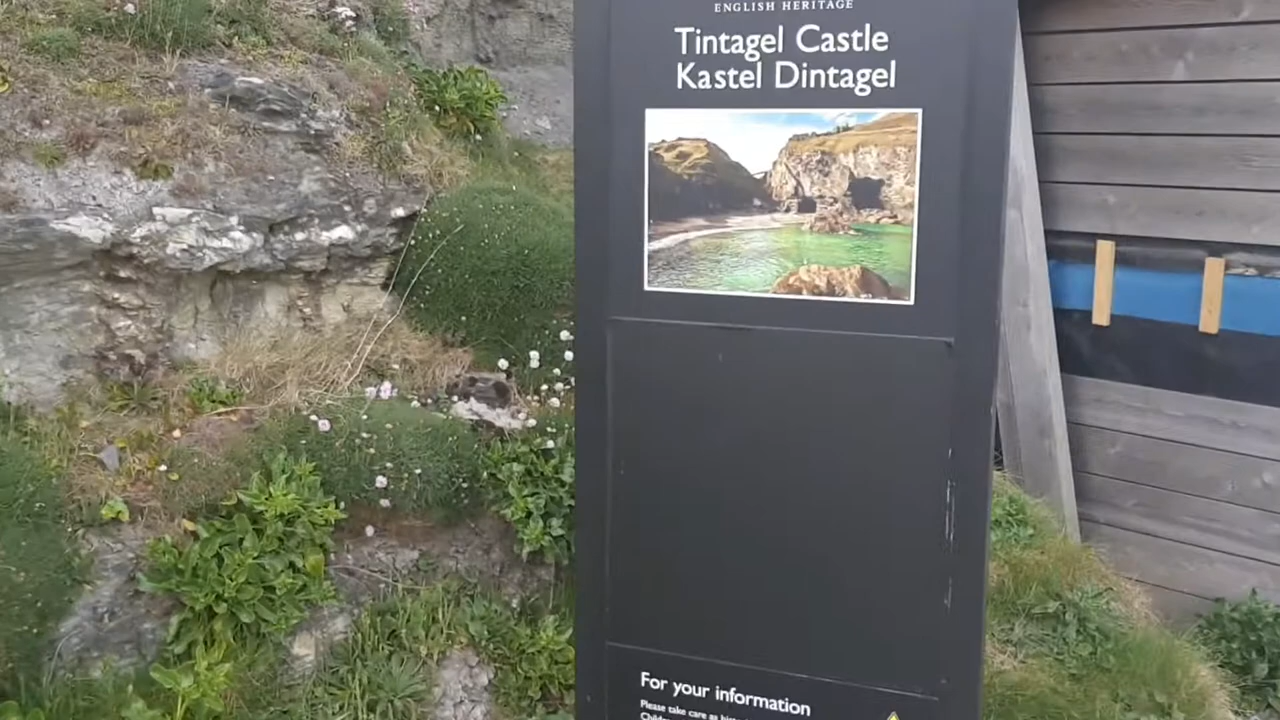 ENGLISH HERITAGE
Tintagel Castle
Kastel Dintagel
For your information
Please take care as